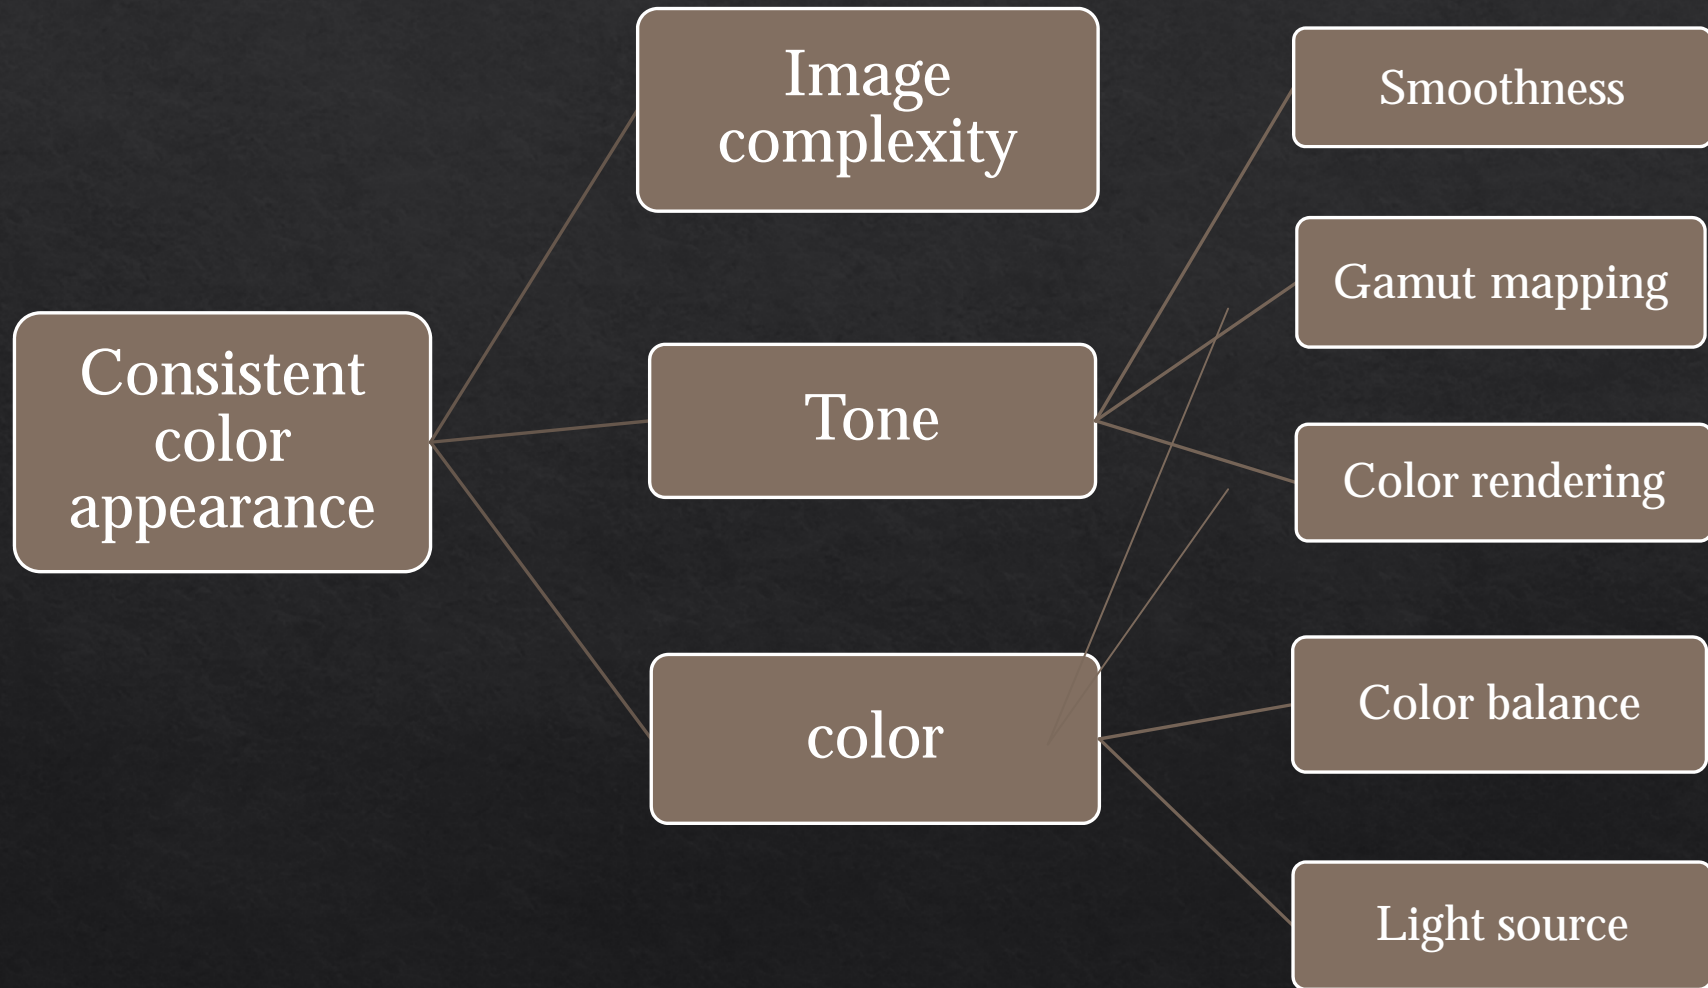 Consistent
color
appearance
Image
complexity
Tone
color
Smoothness
Gamut mapping
Color rendering
Color balance
Light source